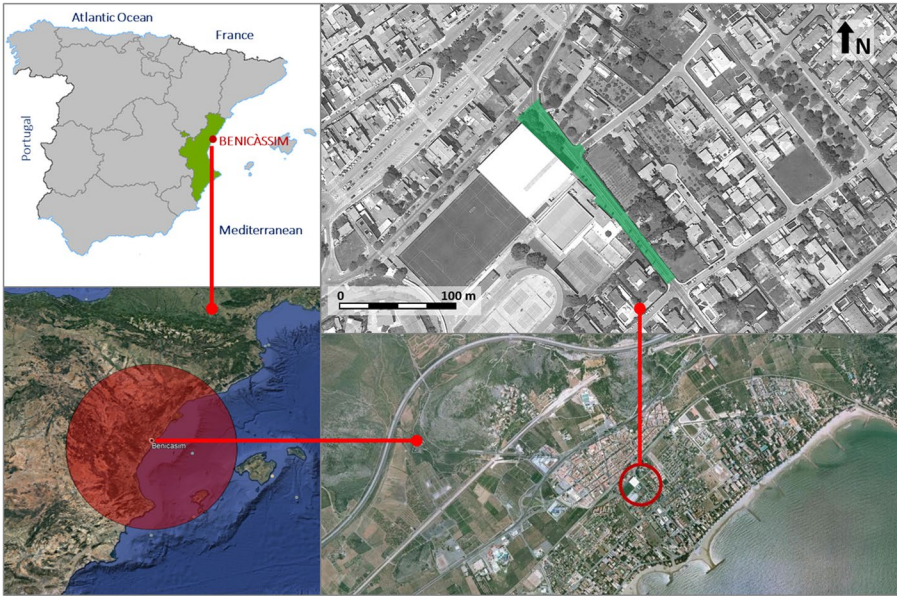 Atlantic Ocean
France
Portugal
BENICÀSSIM
Mediterranean
N
0
100 m
Benicasim